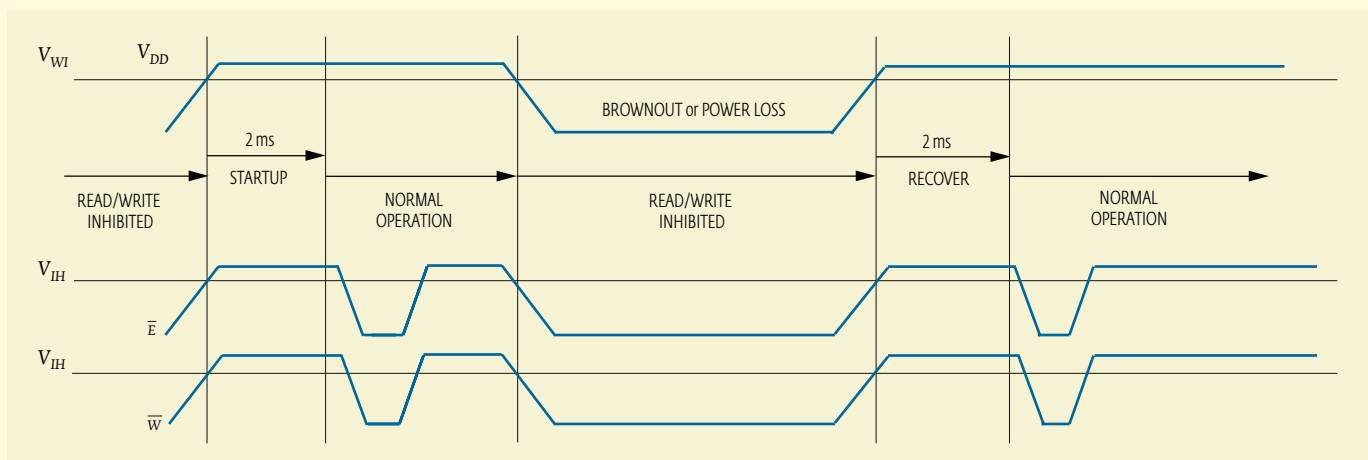 V_WI
V_DD
BROWNOUT or POWER LOSS
2 ms
2 ms
STARTUP
RECOVER
READ/WRITE
INHIBITED
NORMAL
OPERATION
READ/WRITE
INHIBITED
NORMAL
OPERATION
V_IH
E̅
V_IH
W̅